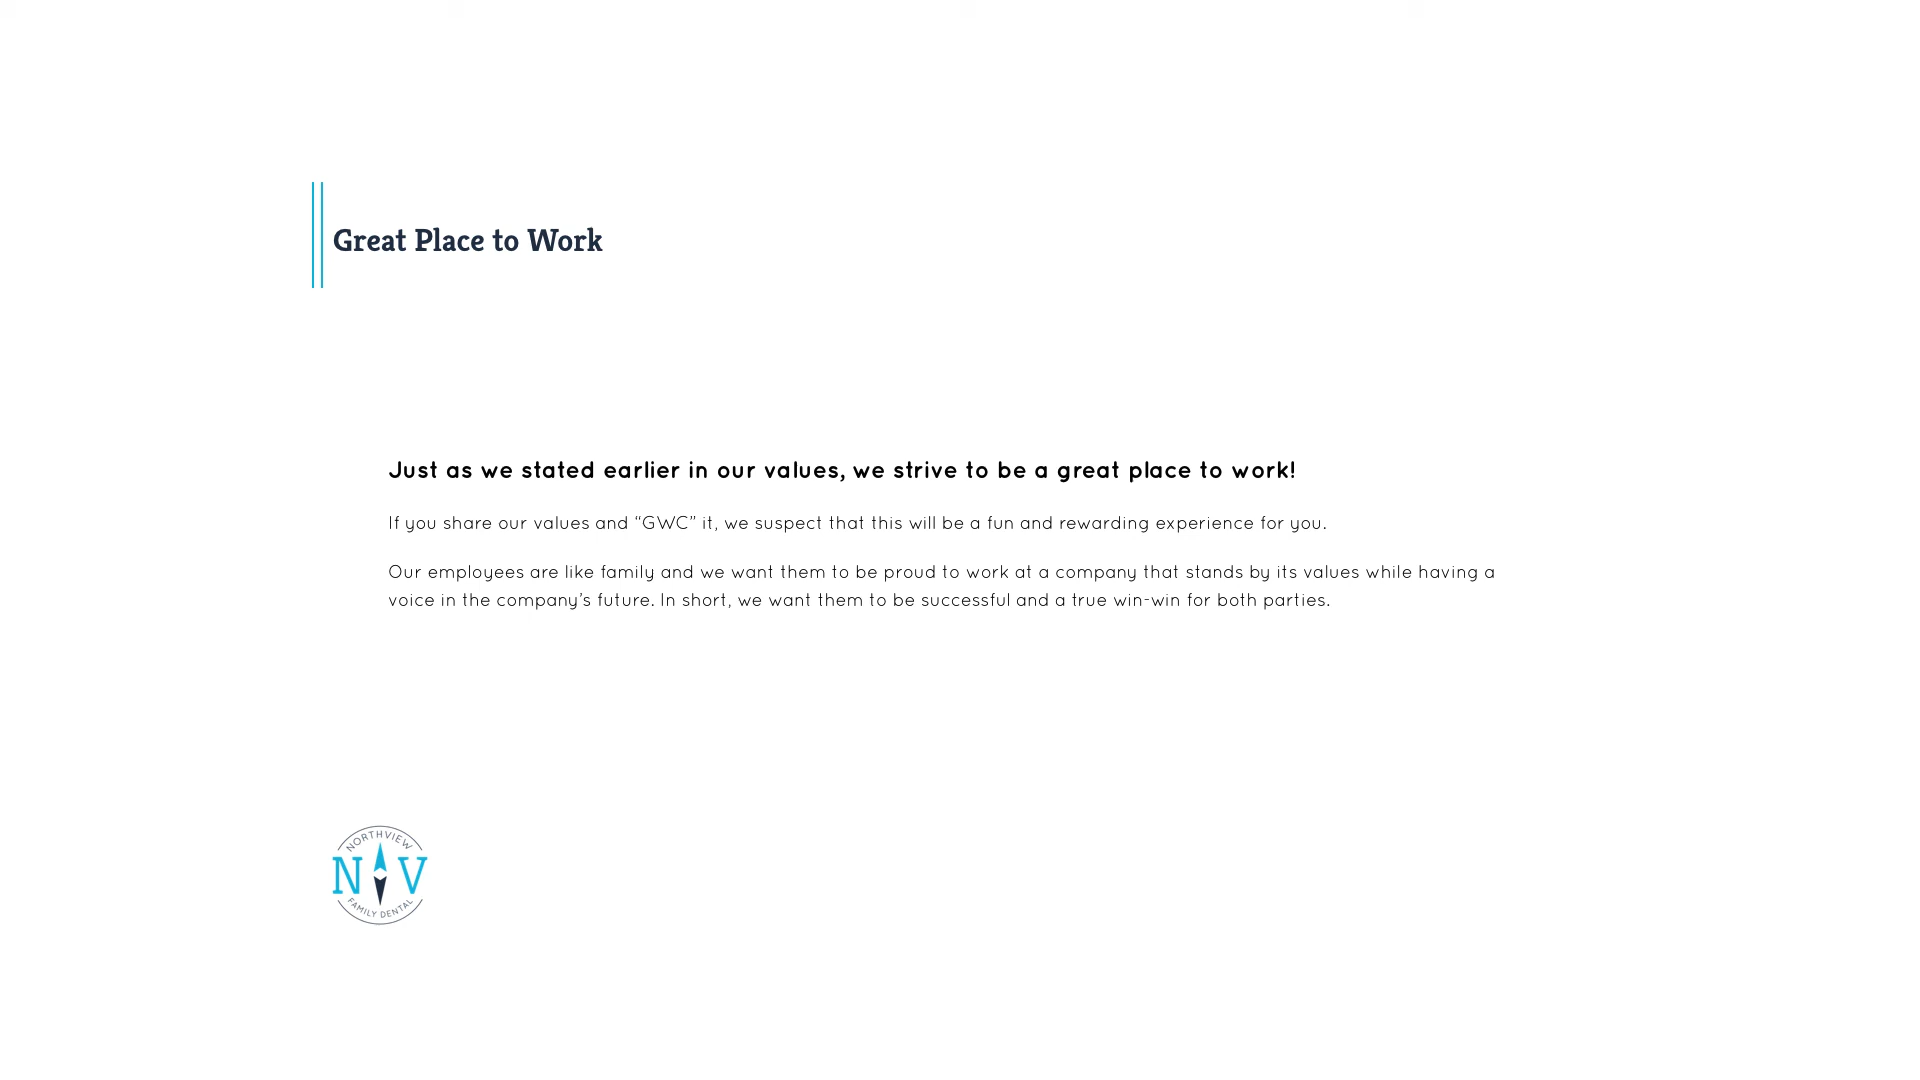 Great Place to Work
Just as we stated earlier in our values, we strive to be a great place to work!
If you share our values and “GWC” it, we suspect that this will be a fun and rewarding experience for you.
Our employees are like family and we want them to be proud to work at a company that stands by its values while having a
voice in the company’s future. In short, we want them to be successful and a true win-win for both parties.
NORTHVIEW
N V
FAMILY DENTAL